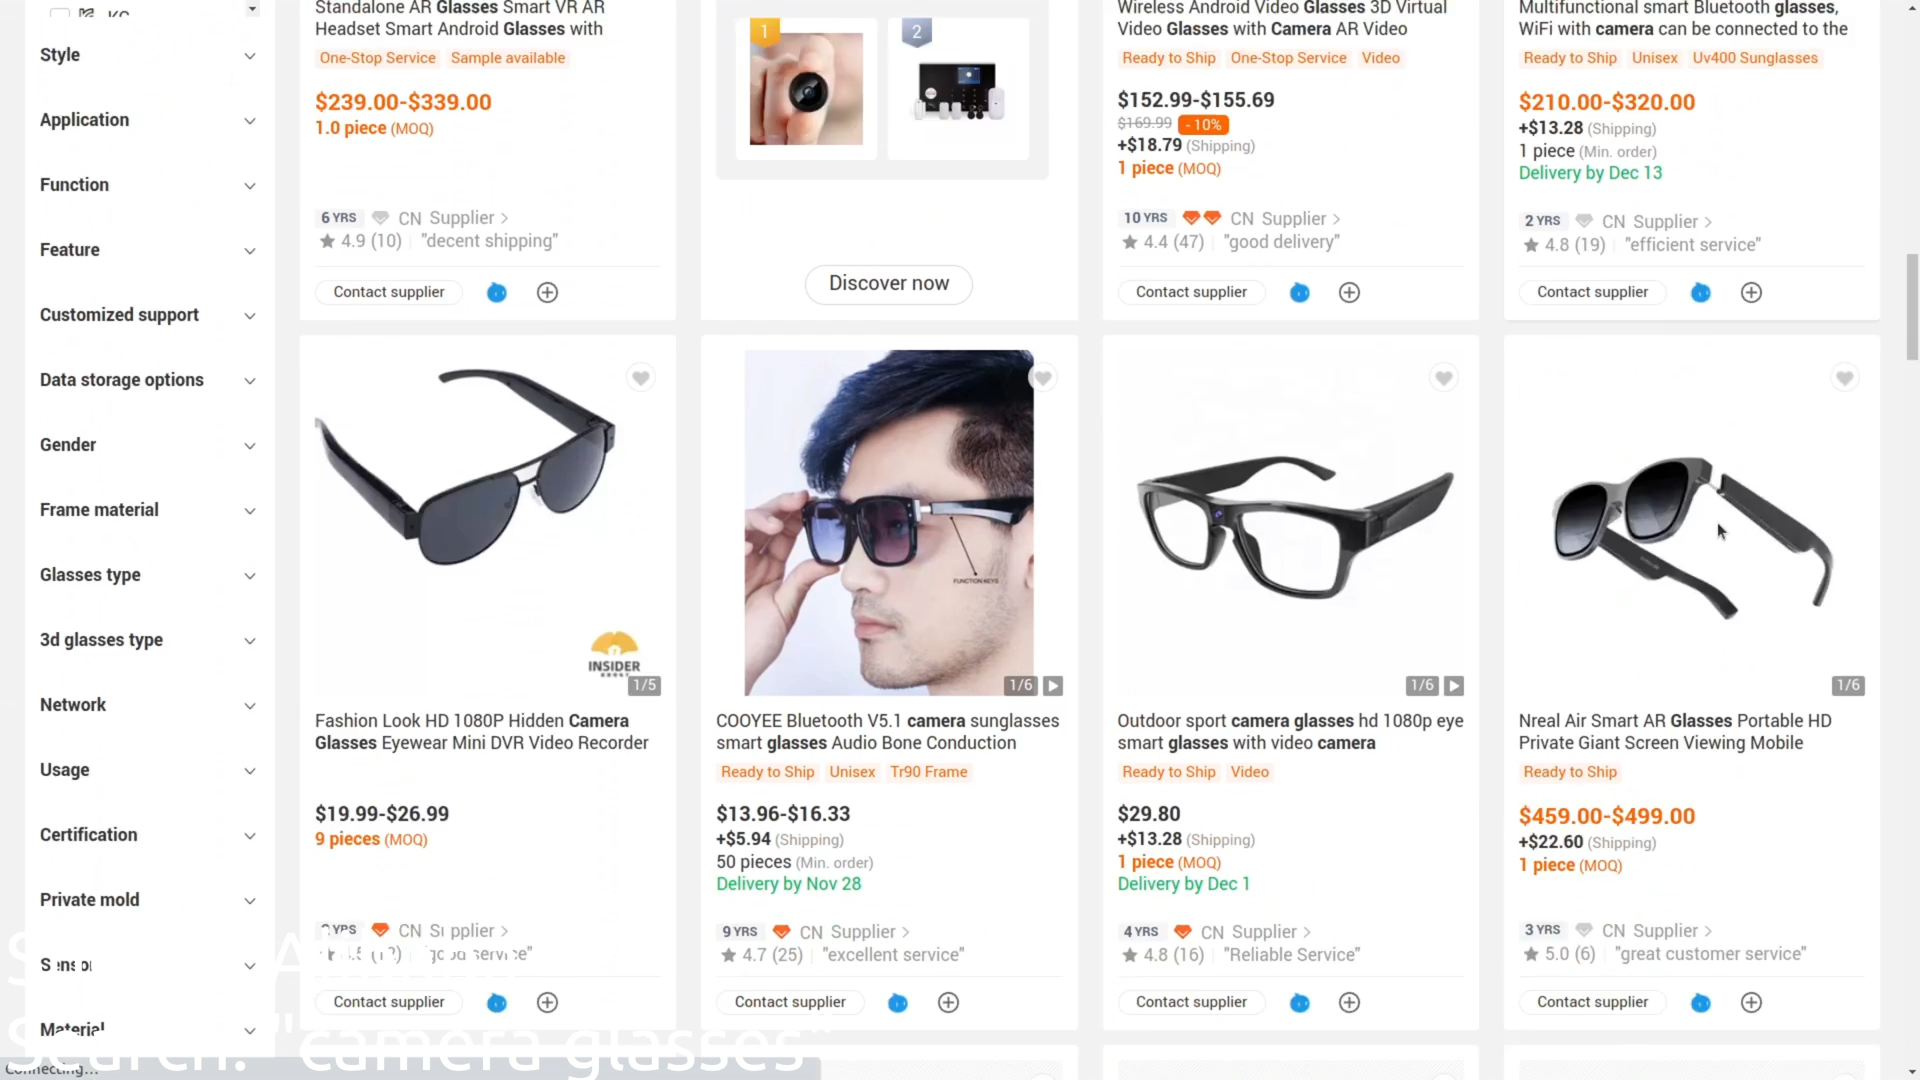 KC
Style
Application
Function
Feature
Customized support
Data storage options
Gender
Frame material
Glasses type
3d glasses type
Network
Usage
Certification
Private mold
Sensor
Material
Standalone AR Glasses Smart VR AR
Headset Smart Android Glasses with
One-Stop Service Sample available
$239.00-$339.00
1.0 piece (MOQ)
6 YRS CN Supplier >
4.9 (10) "decent shipping"
Contact supplier
1
2
Discover now
Wireless Android Video Glasses 3D Virtual
Video Glasses with Camera AR Video
Ready to Ship One-Stop Service Video
$152.99-$155.69
$169.99 - 10%
+$18.79 (Shipping)
1 piece (MOQ)
10 YRS CN Supplier >
4.4 (47) "good delivery"
Contact supplier
Multifunctional smart Bluetooth glasses,
WiFi with camera can be connected to the
Ready to Ship Unisex Uv400 Sunglasses
$210.00-$320.00
+$13.28 (Shipping)
1 piece (Min. order)
Delivery by Dec 13
2 YRS CN Supplier >
4.8 (19) "efficient service"
Contact supplier
INSIDER
1/5
Fashion Look HD 1080P Hidden Camera
Glasses Eyewear Mini DVR Video Recorder
$19.99-$26.99
9 pieces (MOQ)
YRS CN Supplier >
"good service"
Contact supplier
FUNCTION KEYS
1/6
COOYEE Bluetooth V5.1 camera sunglasses
smart glasses Audio Bone Conduction
Ready to Ship Unisex Tr90 Frame
$13.96-$16.33
+$5.94 (Shipping)
50 pieces (Min. order)
Delivery by Nov 28
9 YRS CN Supplier >
4.7 (25) "excellent service"
Contact supplier
1/6
Outdoor sport camera glasses hd 1080p eye
smart glasses with video camera
Ready to Ship Video
$29.80
+$13.28 (Shipping)
1 piece (MOQ)
Delivery by Dec 1
4 YRS CN Supplier >
4.8 (16) "Reliable Service"
Contact supplier
1/6
Nreal Air Smart AR Glasses Portable HD
Private Giant Screen Viewing Mobile
Ready to Ship
$459.00-$499.00
+$22.60 (Shipping)
1 piece (MOQ)
3 YRS CN Supplier >
5.0 (6) "great customer service"
Contact supplier
Search: "camera glasses"
Connecting...